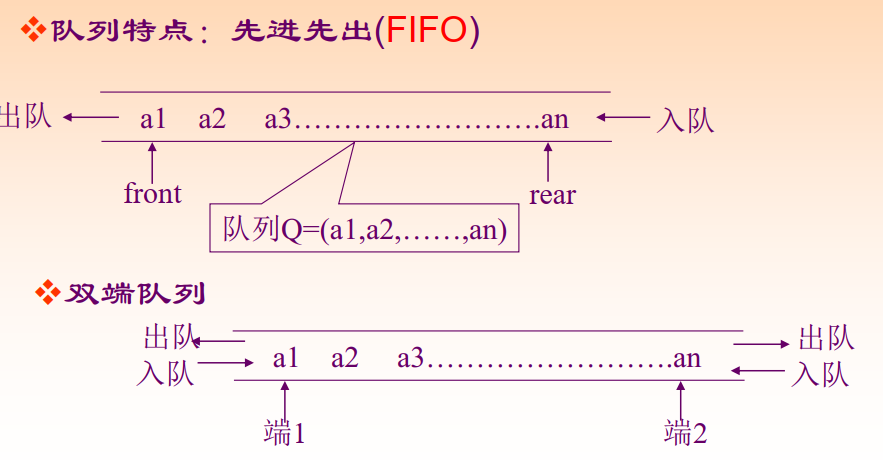 ❖队列特点：先进先出(FIFO)
出队 a1 a2 a3……………………an 入队
front rear
队列Q=(a1,a2,……,an)
❖双端队列
出队 出队
a1 a2 a3……………………an
入队 入队
端1 端2